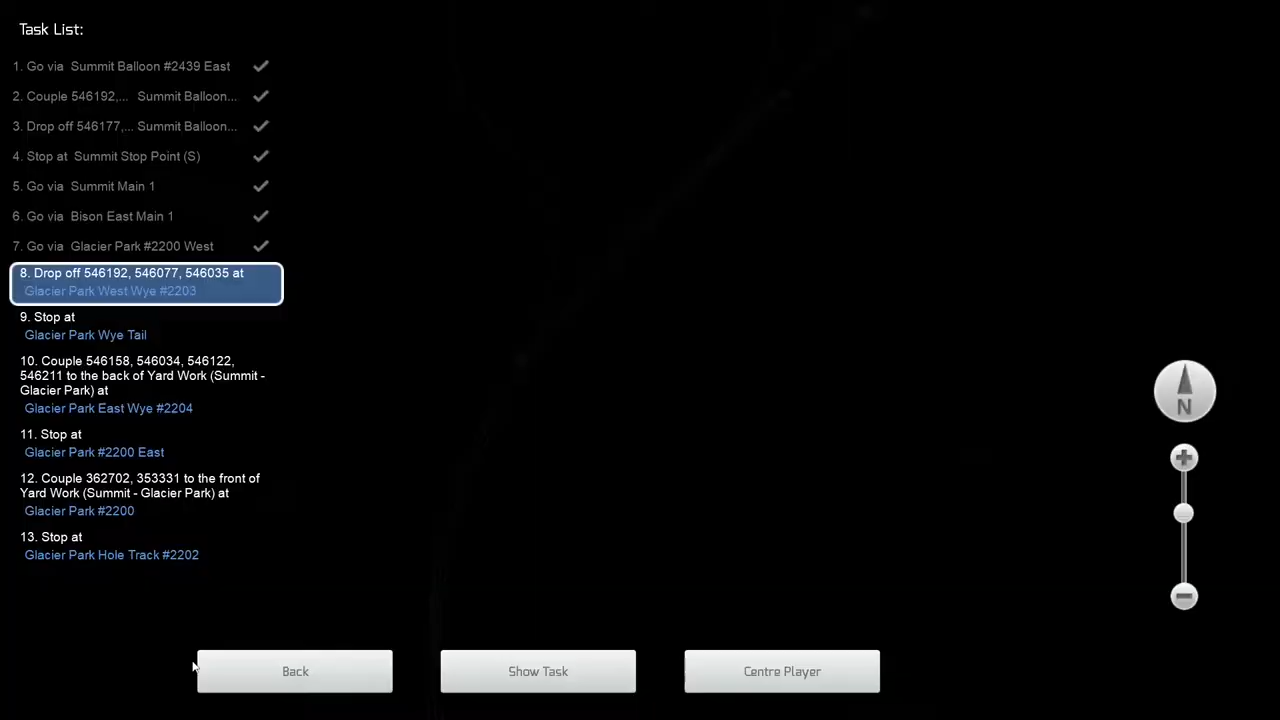 Task List:
1. Go via Summit Balloon #2439 East
2. Couple 546192,... Summit Balloon...
3. Drop off 546177,... Summit Balloon...
4. Stop at Summit Stop Point (S)
5. Go via Summit Main 1
6. Go via Bison East Main 1
7. Go via Glacier Park #2200 West
8. Drop off 546192, 546077, 546035 at
Glacier Park West Wye #2203
9. Stop at
Glacier Park Wye Tail
10. Couple 546158, 546034, 546122,
546211 to the back of Yard Work (Summit -
Glacier Park) at
Glacier Park East Wye #2204
11. Stop at
Glacier Park #2200 East
12. Couple 362702, 353331 to the front of
Yard Work (Summit - Glacier Park) at
Glacier Park #2200
13. Stop at
Glacier Park Hole Track #2202
N
Back
Show Task
Centre Player